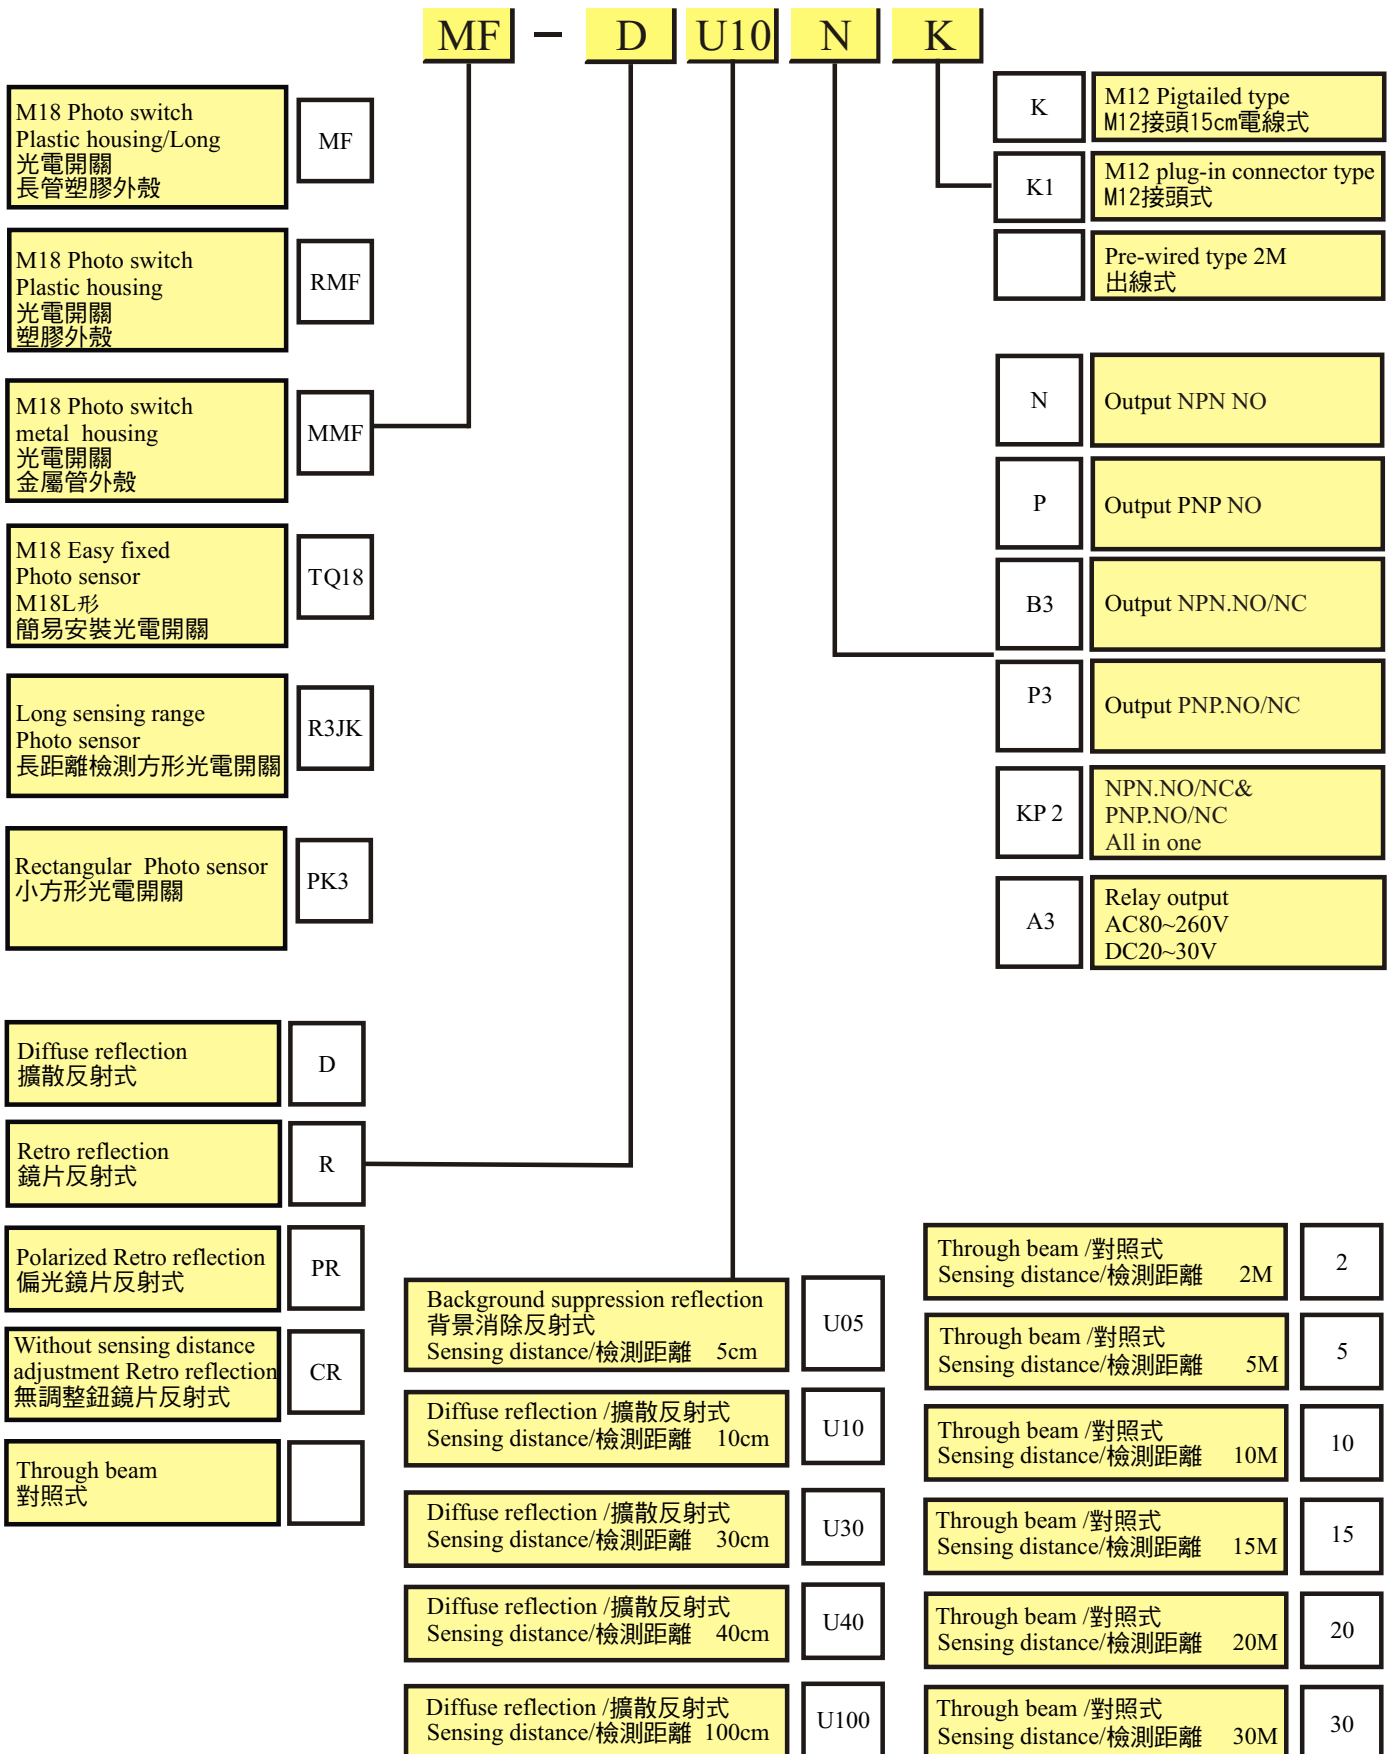 MF – D U10 N K
M18 Photo switch
Plastic housing/Long
光電開關
長管塑膠外殼
MF
M18 Photo switch
Plastic housing
光電開關
塑膠外殼
RMF
M18 Photo switch
metal housing
光電開關
金屬管外殼
MMF
M18 Easy fixed
Photo sensor
M18L形
簡易安裝光電開關
TQ18
Long sensing range
Photo sensor
長距離檢測方形光電開關
R3JK
Rectangular Photo sensor
小方形光電開關
PK3
K
M12 Pigtailed type
M12接頭15cm電線式
K1
M12 plug-in connector type
M12接頭式
Pre-wired type 2M
出線式
N
Output NPN NO
P
Output PNP NO
B3
Output NPN.NO/NC
P3
Output PNP.NO/NC
KP 2
NPN.NO/NC&
PNP.NO/NC
All in one
A3
Relay output
AC80~260V
DC20~30V
Diffuse reflection
擴散反射式
D
Retro reflection
鏡片反射式
R
Polarized Retro reflection
偏光鏡片反射式
PR
Without sensing distance
adjustment Retro reflection
無調整鈕鏡片反射式
CR
Through beam
對照式
Background suppression reflection
背景消除反射式
Sensing distance/檢測距離 5cm
U05
Diffuse reflection /擴散反射式
Sensing distance/檢測距離 10cm
U10
Diffuse reflection /擴散反射式
Sensing distance/檢測距離 30cm
U30
Diffuse reflection /擴散反射式
Sensing distance/檢測距離 40cm
U40
Diffuse reflection /擴散反射式
Sensing distance/檢測距離 100cm
U100
Through beam /對照式
Sensing distance/檢測距離 2M
2
Through beam /對照式
Sensing distance/檢測距離 5M
5
Through beam /對照式
Sensing distance/檢測距離 10M
10
Through beam /對照式
Sensing distance/檢測距離 15M
15
Through beam /對照式
Sensing distance/檢測距離 20M
20
Through beam /對照式
Sensing distance/檢測距離 30M
30